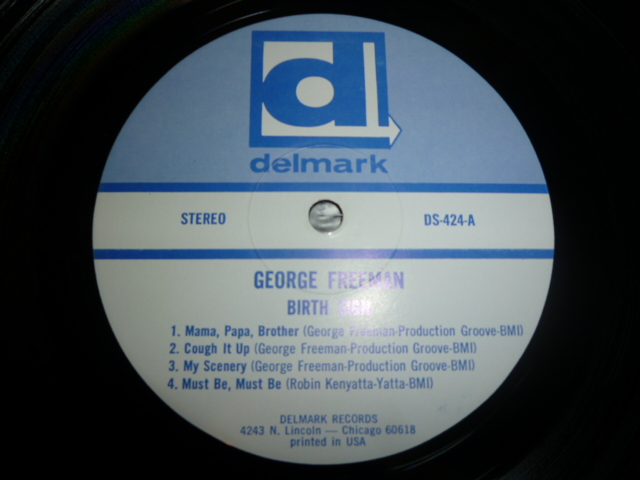 d
delmark
STEREO DS-424-A
GEORGE FREEMAN
BIRTH SIGN
1. Mama, Papa, Brother (George Freeman-Production Groove-BMI)
2. Cough It Up (George Freeman-Production Groove-BMI)
3. My Scenery (George Freeman-Production Groove-BMI)
4. Must Be, Must Be (Robin Kenyatta-Yatta-BMI)
DELMARK RECORDS
4243 N. Lincoln — Chicago 60618
printed in USA